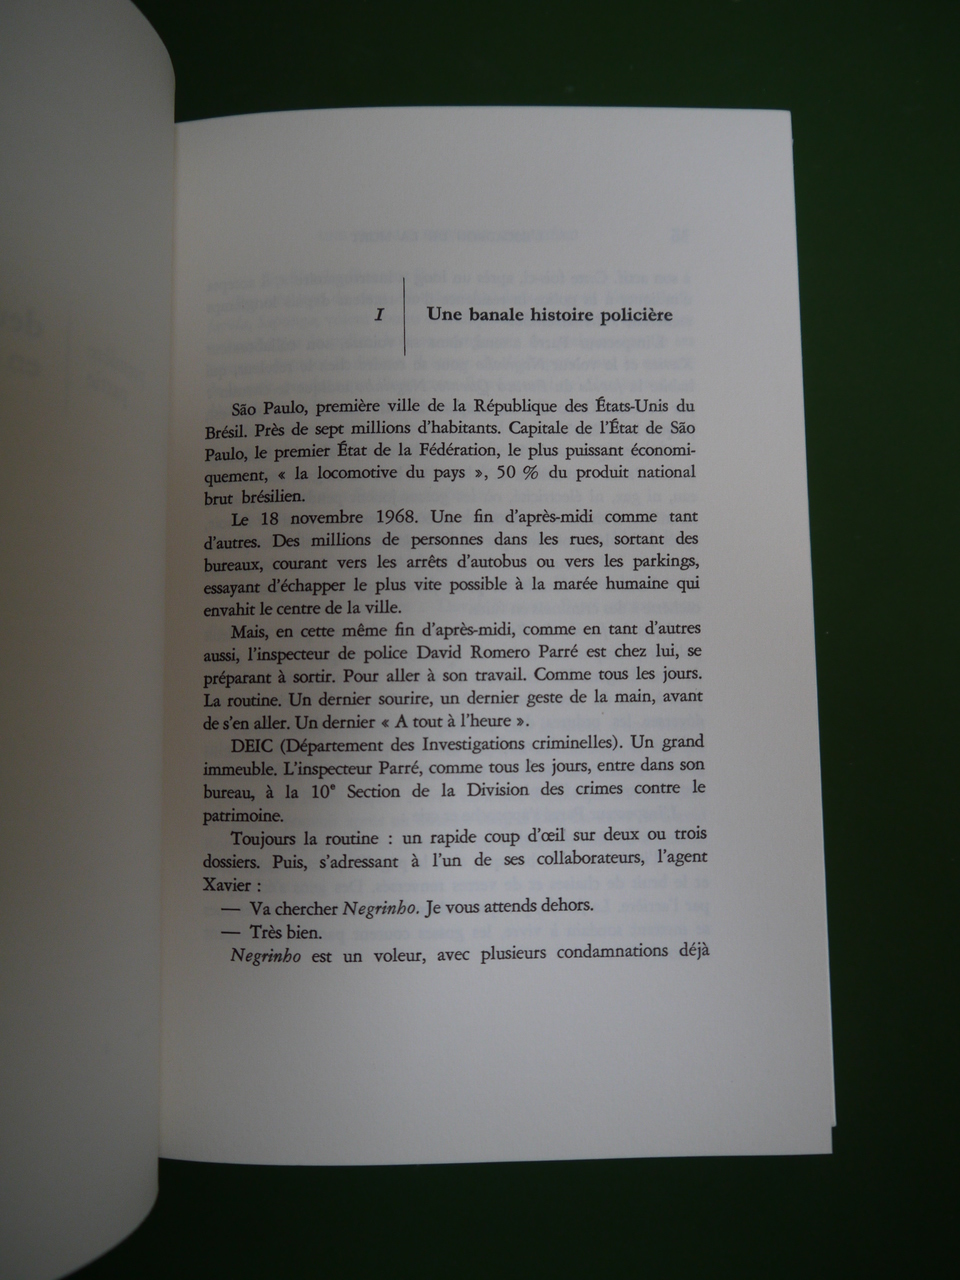 I
Une banale histoire policière
São Paulo, première ville de la République des États-Unis du
Brésil. Près de sept millions d'habitants. Capitale de l'État de São
Paulo, le premier État de la Fédération, le plus puissant économi-
quement, « la locomotive du pays », 50 % du produit national
brut brésilien.
Le 18 novembre 1968. Une fin d'après-midi comme tant
d'autres. Des millions de personnes dans les rues, sortant des
bureaux, courant vers les arrêts d'autobus ou vers les parkings,
essayant d'échapper le plus vite possible à la marée humaine qui
envahit le centre de la ville.
Mais, en cette même fin d'après-midi, comme en tant d'autres
aussi, l'inspecteur de police David Romero Parré est chez lui, se
préparant à sortir. Pour aller à son travail. Comme tous les jours.
La routine. Un dernier sourire, un dernier geste de la main, avant
de s'en aller. Un dernier « A tout à l'heure ».
DEIC (Département des Investigations criminelles). Un grand
immeuble. L'inspecteur Parré, comme tous les jours, entre dans son
bureau, à la 10e Section de la Division des crimes contre le
patrimoine.
Toujours la routine : un rapide coup d'œil sur deux ou trois
dossiers. Puis, s'adressant à l'un de ses collaborateurs, l'agent
Xavier :
— Va chercher Negrinho. Je vous attends dehors.
— Très bien.
Negrinho est un voleur, avec plusieurs condamnations déjà